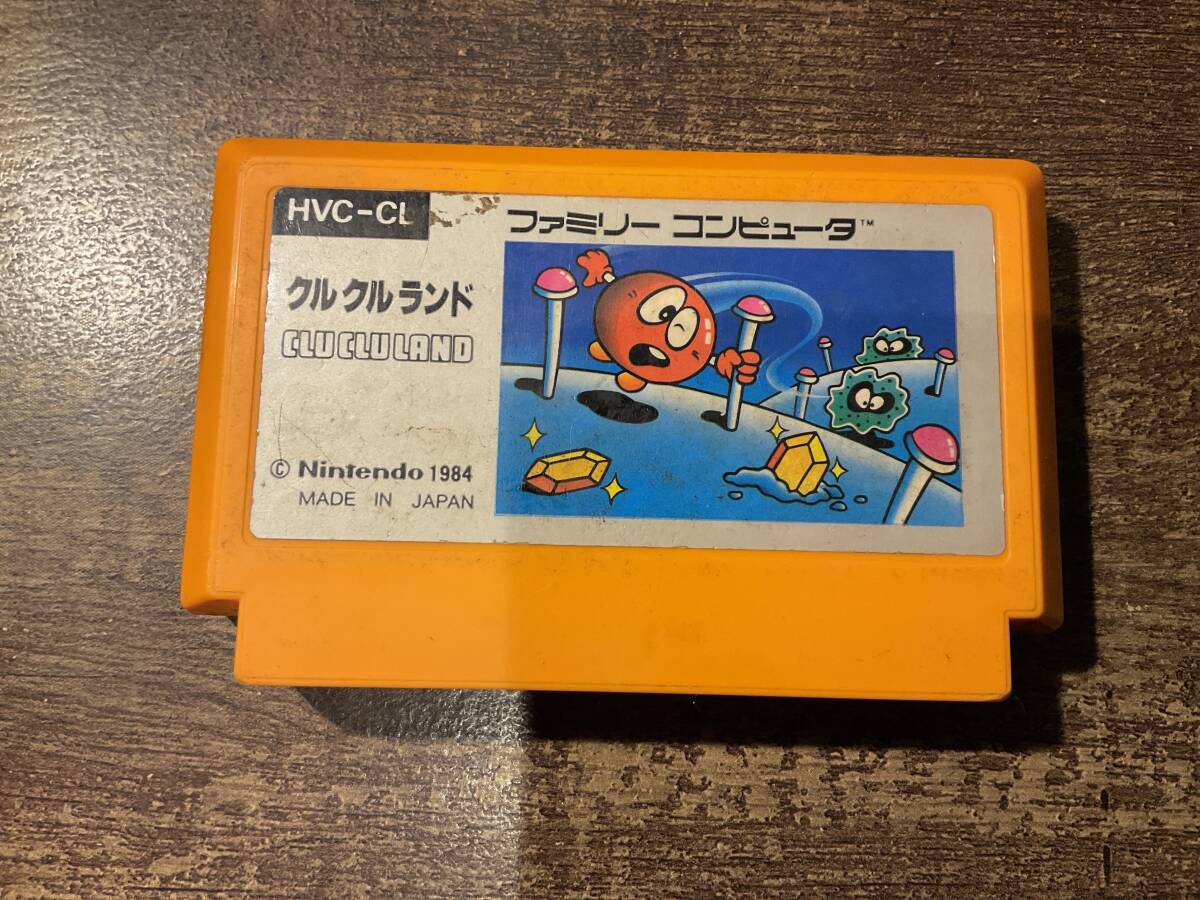 HVC-CL
ファミリー コンピュータ™
クルクルランド
CLU CLU LAND
© Nintendo 1984
MADE IN JAPAN